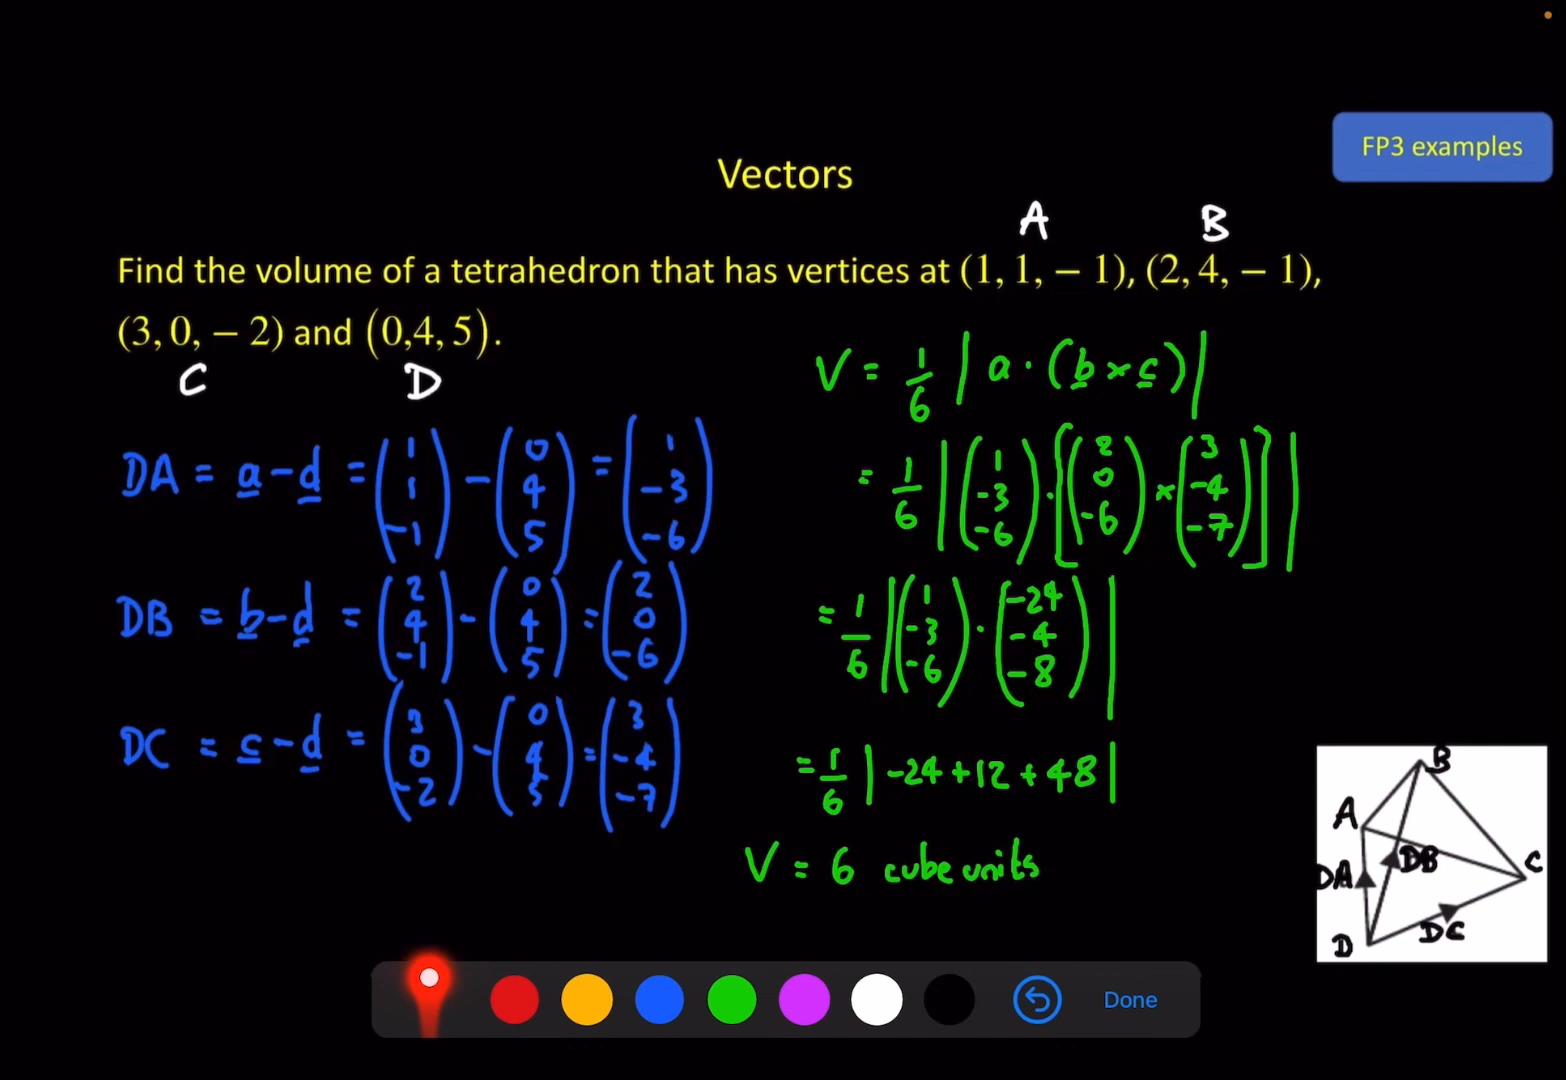 FP3 examples
Vectors
A B
Find the volume of a tetrahedron that has vertices at (1, 1, − 1), (2, 4, − 1),
(3, 0, − 2) and (0,4, 5).
C D
DA = a - d = (1 1 -1) - (0 4 5) = (1 -3 -6)
DB = b - d = (2 4 -1) - (0 4 5) = (2 0 -6)
DC = c - d = (3 0 -2) - (0 4 5) = (3 -4 -7)
V = 1/6 | a · (b × c) |
= 1/6 | (1 -3 -6) · [(2 0 -6) × (3 -4 -7)] |
= 1/6 | (1 -3 -6) · (-24 -4 -8) |
= 1/6 | -24 + 12 + 48 |
V = 6 cube units
B
A
DB
C
DA
DC
D
Done